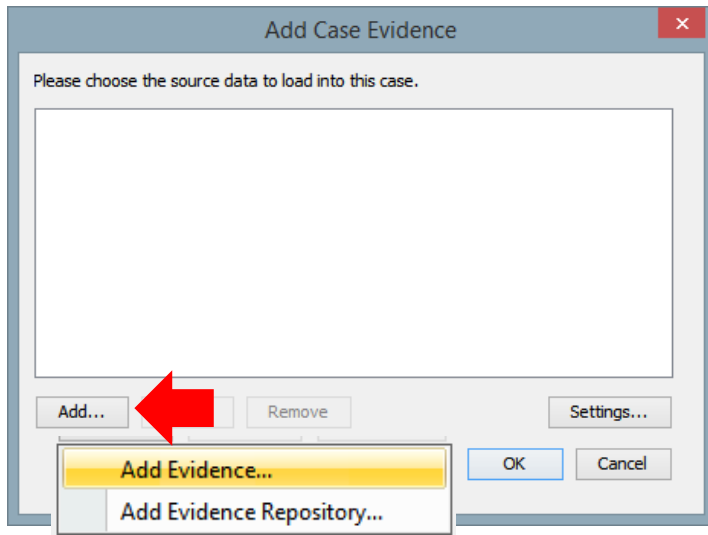 Add Case Evidence
Please choose the source data to load into this case.
Add...
Remove
Settings...
Add Evidence...
OK
Cancel
Add Evidence Repository...